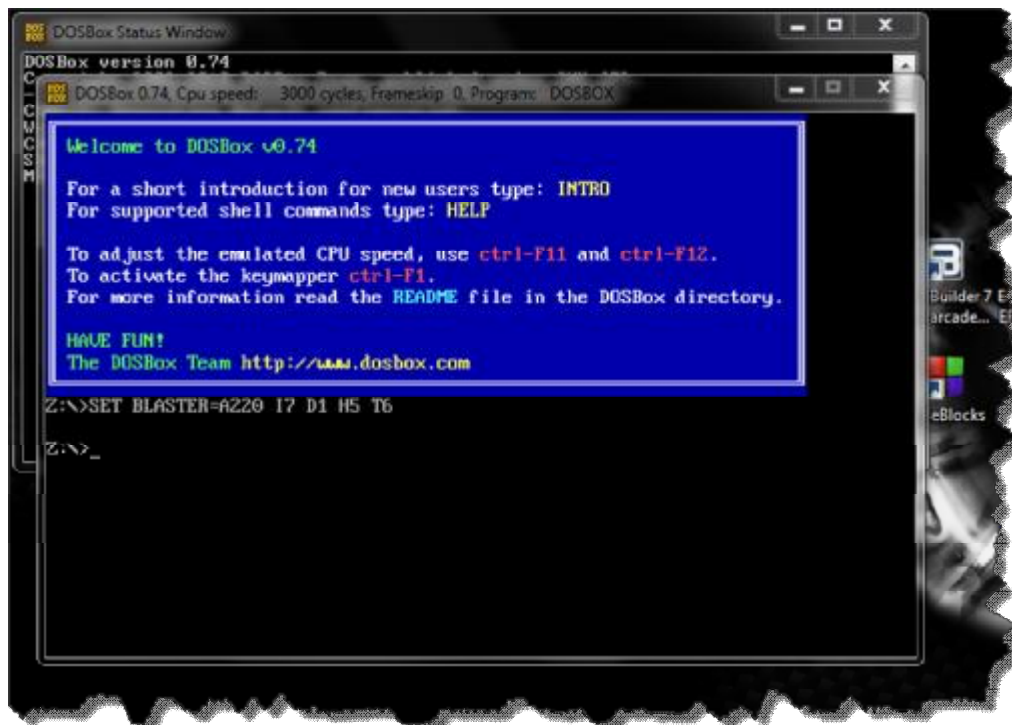 DOSBox Status Window
DOSBox version 0.74
DOSBox 0.74, Cpu speed: 3000 cycles, Frameskip 0, Program: DOSBOX
Welcome to DOSBox v0.74
For a short introduction for new users type: INTRO
For supported shell commands type: HELP
To adjust the emulated CPU speed, use ctrl-F11 and ctrl-F12.
To activate the keymapper ctrl-F1.
For more information read the README file in the DOSBox directory.
HAVE FUN!
The DOSBox Team http://www.dosbox.com
Z:\>SET BLASTER=A220 I7 D1 H5 T6
Z:\>_
Builder 7
arcade...
eBlocks